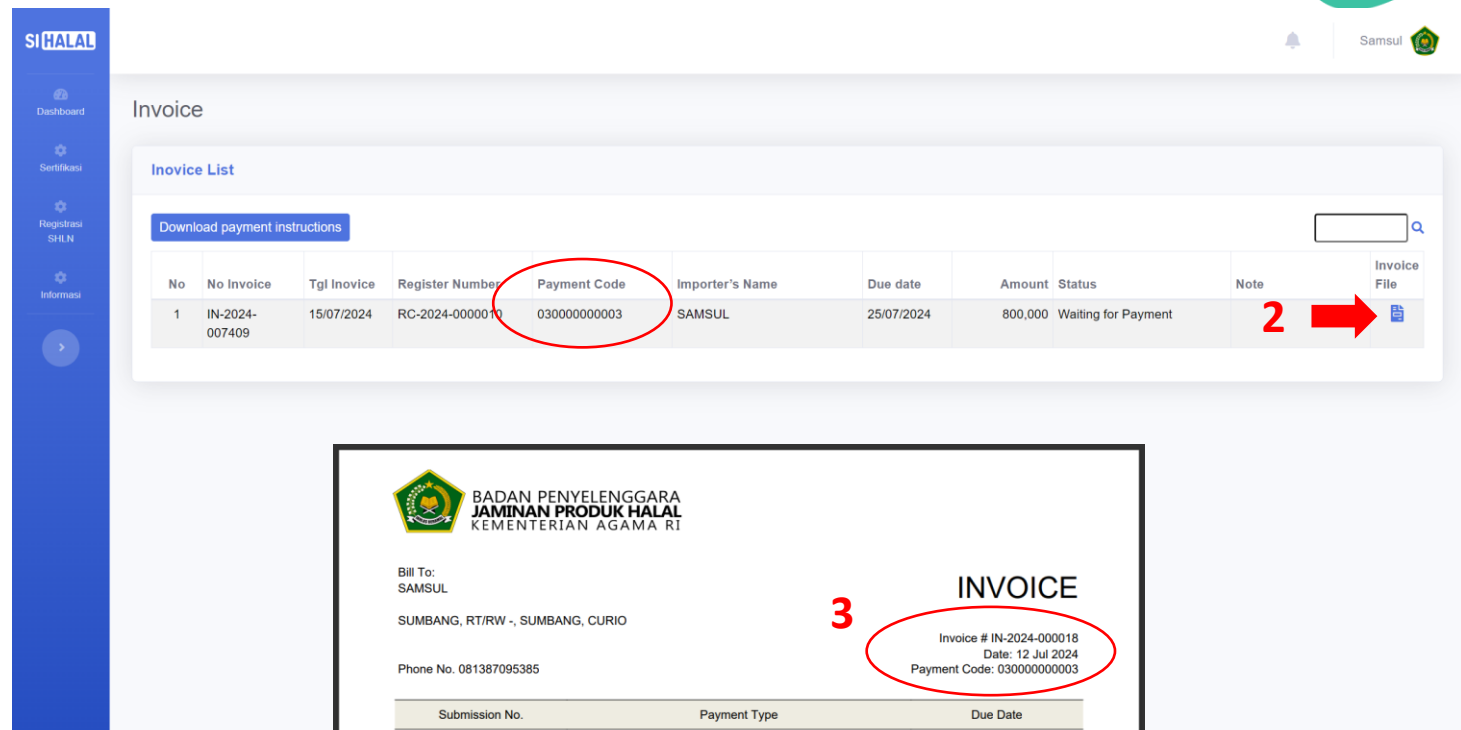 SIHALAL
Samsul
Dashboard
Sertifikasi
Registrasi
SHLN
Informasi
Invoice
Inovice List
Download payment instructions
No No Invoice Tgl Inovice Register Number Payment Code Importer's Name Due date Amount Status Note Invoice File
1 IN-2024-007409 15/07/2024 RC-2024-0000010 030000000003 SAMSUL 25/07/2024 800,000 Waiting for Payment
2
BADAN PENYELENGGARA
JAMINAN PRODUK HALAL
KEMENTERIAN AGAMA RI
Bill To:
SAMSUL
INVOICE
SUMBANG, RT/RW -, SUMBANG, CURIO
3
Invoice # IN-2024-000018
Date: 12 Jul 2024
Phone No. 081387095385
Payment Code: 030000000003
Submission No. Payment Type Due Date